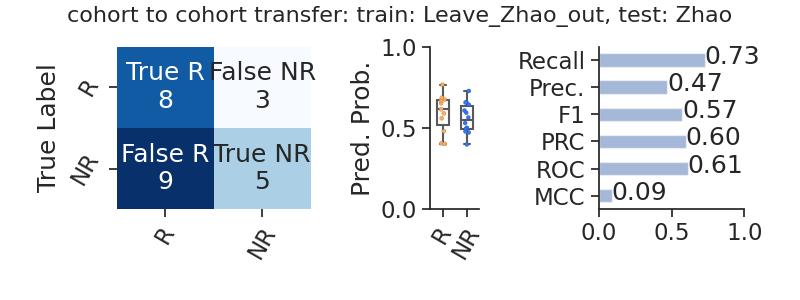 cohort to cohort transfer: train: Leave_Zhao_out, test: Zhao
True Label
R
NR
True R
8
False NR
3
False R
9
True NR
5
R
NR
Pred. Prob.
1.0
0.5
0.0
R
NR
Recall
0.73
Prec.
0.47
F1
0.57
PRC
0.60
ROC
0.61
MCC
0.09
0.0
0.5
1.0